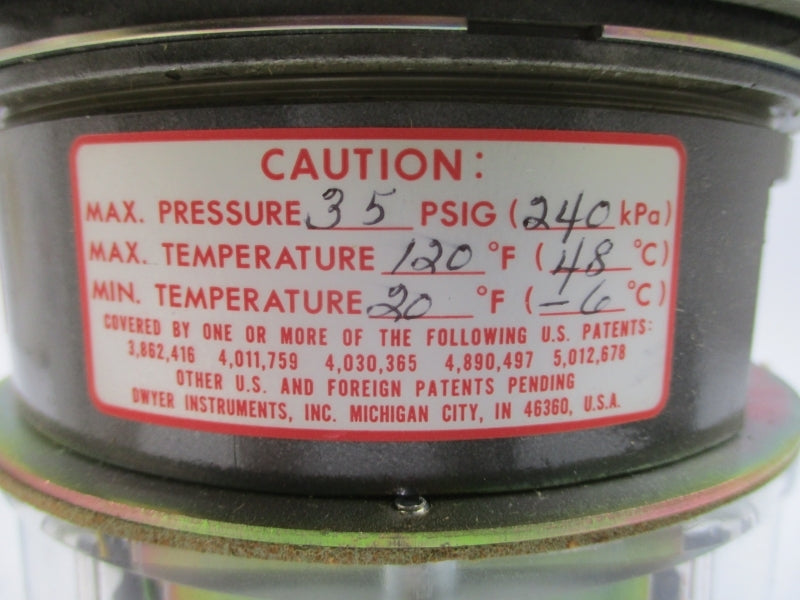 CAUTION:
MAX. PRESSURE 35 PSIG (240 kPa)
MAX. TEMPERATURE 120 °F (48 °C)
MIN. TEMPERATURE 20 °F (-6 °C)
COVERED BY ONE OR MORE OF THE FOLLOWING U.S. PATENTS:
3,862,416 4,011,759 4,030,365 4,890,497 5,012,678
OTHER U.S. AND FOREIGN PATENTS PENDING
DWYER INSTRUMENTS, INC. MICHIGAN CITY, IN 46360, U.S.A.